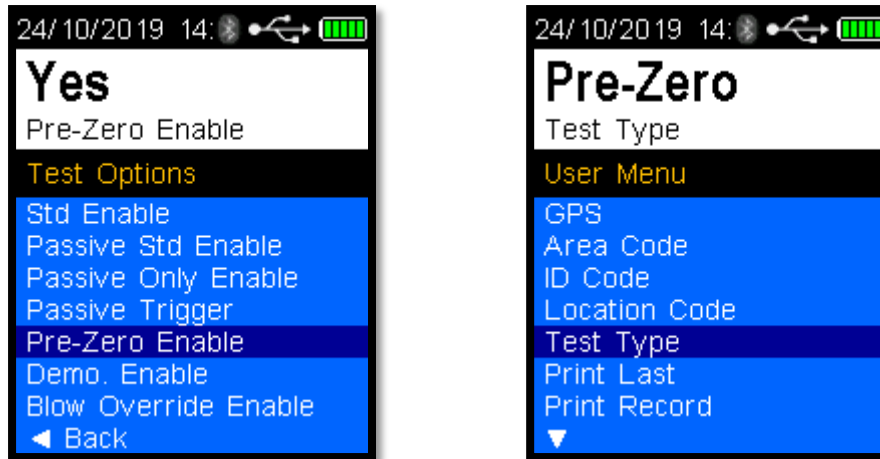 24/10/2019 14:
Yes
Pre-Zero Enable
Test Options
Std Enable
Passive Std Enable
Passive Only Enable
Passive Trigger
Pre-Zero Enable
Demo. Enable
Blow Override Enable
◄ Back
24/10/2019 14:
Pre-Zero
Test Type
User Menu
GPS
Area Code
ID Code
Location Code
Test Type
Print Last
Print Record